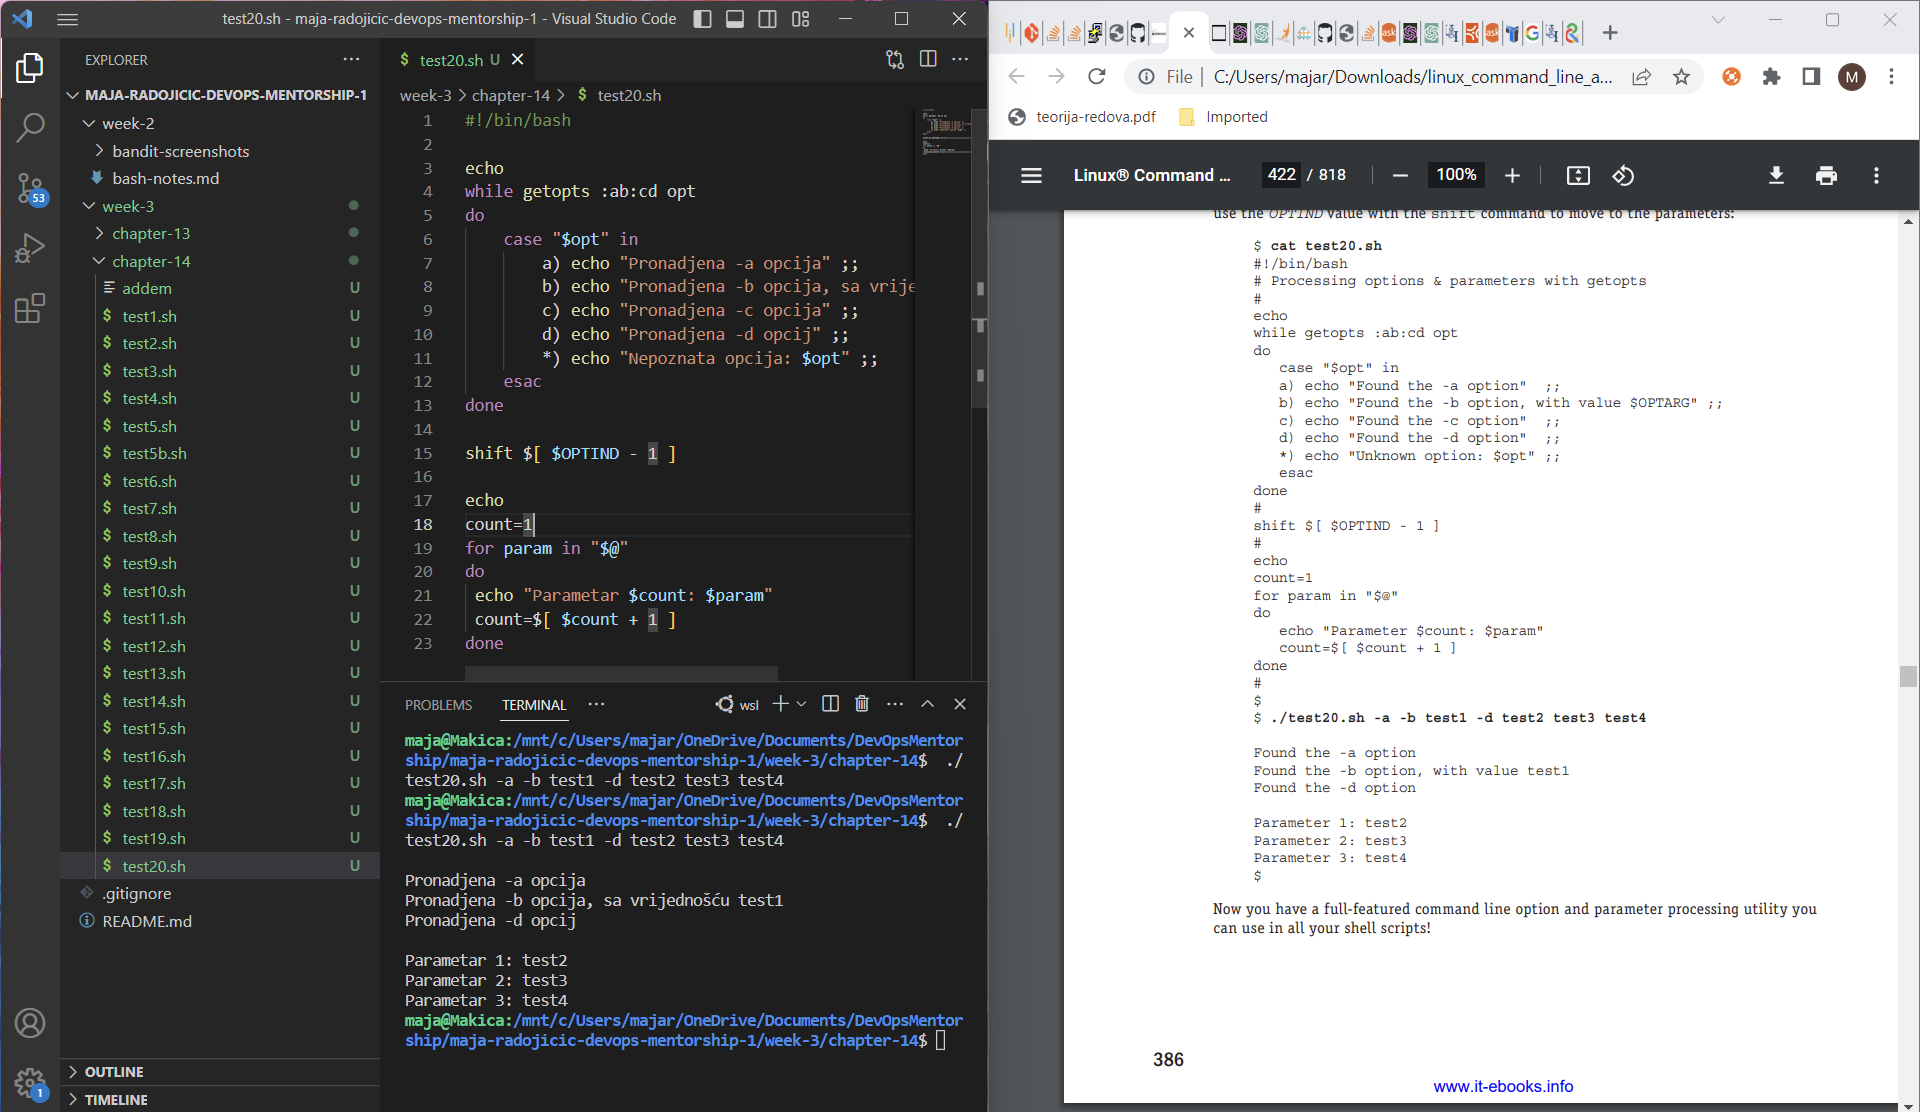 test20.sh - maja-radojicic-devops-mentorship-1 - Visual Studio Code
EXPLORER
MAJA-RADOJICIC-DEVOPS-MENTORSHIP-1
week-2
bandit-screenshots
bash-notes.md
53
week-3
chapter-13
chapter-14
addem U
$ test1.sh U
$ test2.sh U
$ test3.sh U
$ test4.sh U
$ test5.sh U
$ test5b.sh U
$ test6.sh U
$ test7.sh U
$ test8.sh U
$ test9.sh U
$ test10.sh U
$ test11.sh U
$ test12.sh U
$ test13.sh U
$ test14.sh U
$ test15.sh U
$ test16.sh U
$ test17.sh U
$ test18.sh U
$ test19.sh U
$ test20.sh U
.gitignore
README.md
1
OUTLINE
TIMELINE
$ test20.sh U
week-3 > chapter-14 > $ test20.sh
1 #!/bin/bash
2
3 echo
4 while getopts :ab:cd opt
5 do
6 case "$opt" in
7 a) echo "Pronadjena -a opcija" ;;
8 b) echo "Pronadjena -b opcija, sa vrije
9 c) echo "Pronadjena -c opcija" ;;
10 d) echo "Pronadjena -d opcij" ;;
11 *) echo "Nepoznata opcija: $opt" ;;
12 esac
13 done
14
15 shift $[ $OPTIND - 1 ]
16
17 echo
18 count=1
19 for param in "$@"
20 do
21 echo "Parametar $count: $param"
22 count=$[ $count + 1 ]
23 done
PROBLEMS TERMINAL wsl
maja@Makica:/mnt/c/Users/majar/OneDrive/Documents/DevOpsMentor
ship/maja-radojicic-devops-mentorship-1/week-3/chapter-14$ ./
test20.sh -a -b test1 -d test2 test3 test4
maja@Makica:/mnt/c/Users/majar/OneDrive/Documents/DevOpsMentor
ship/maja-radojicic-devops-mentorship-1/week-3/chapter-14$ ./
test20.sh -a -b test1 -d test2 test3 test4
Pronadjena -a opcija
Pronadjena -b opcija, sa vrijednošću test1
Pronadjena -d opcij
Parametar 1: test2
Parametar 2: test3
Parametar 3: test4
maja@Makica:/mnt/c/Users/majar/OneDrive/Documents/DevOpsMentor
ship/maja-radojicic-devops-mentorship-1/week-3/chapter-14$
File | C:/Users/majar/Downloads/linux_command_line_a...
M
teorija-redova.pdf Imported
Linux® Command ... 422 / 818 100%
use the OPTIND value with the shift command to move to the parameters:
$ cat test20.sh
#!/bin/bash
# Processing options & parameters with getopts
#
echo
while getopts :ab:cd opt
do
case "$opt" in
a) echo "Found the -a option" ;;
b) echo "Found the -b option, with value $OPTARG" ;;
c) echo "Found the -c option" ;;
d) echo "Found the -d option" ;;
*) echo "Unknown option: $opt" ;;
esac
done
#
shift $[ $OPTIND - 1 ]
#
echo
count=1
for param in "$@"
do
echo "Parameter $count: $param"
count=$[ $count + 1 ]
done
#
$
$ ./test20.sh -a -b test1 -d test2 test3 test4
Found the -a option
Found the -b option, with value test1
Found the -d option
Parameter 1: test2
Parameter 2: test3
Parameter 3: test4
$
Now you have a full-featured command line option and parameter processing utility you
can use in all your shell scripts!
386
www.it-ebooks.info